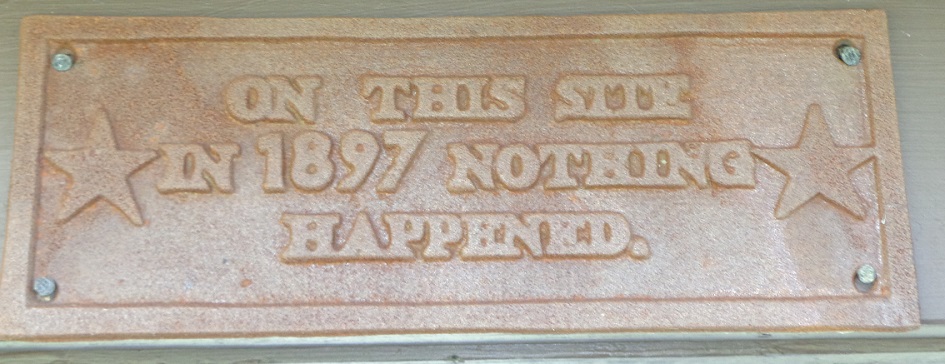 ON THIS SITE
IN 1897 NOTHING
HAPPENED.